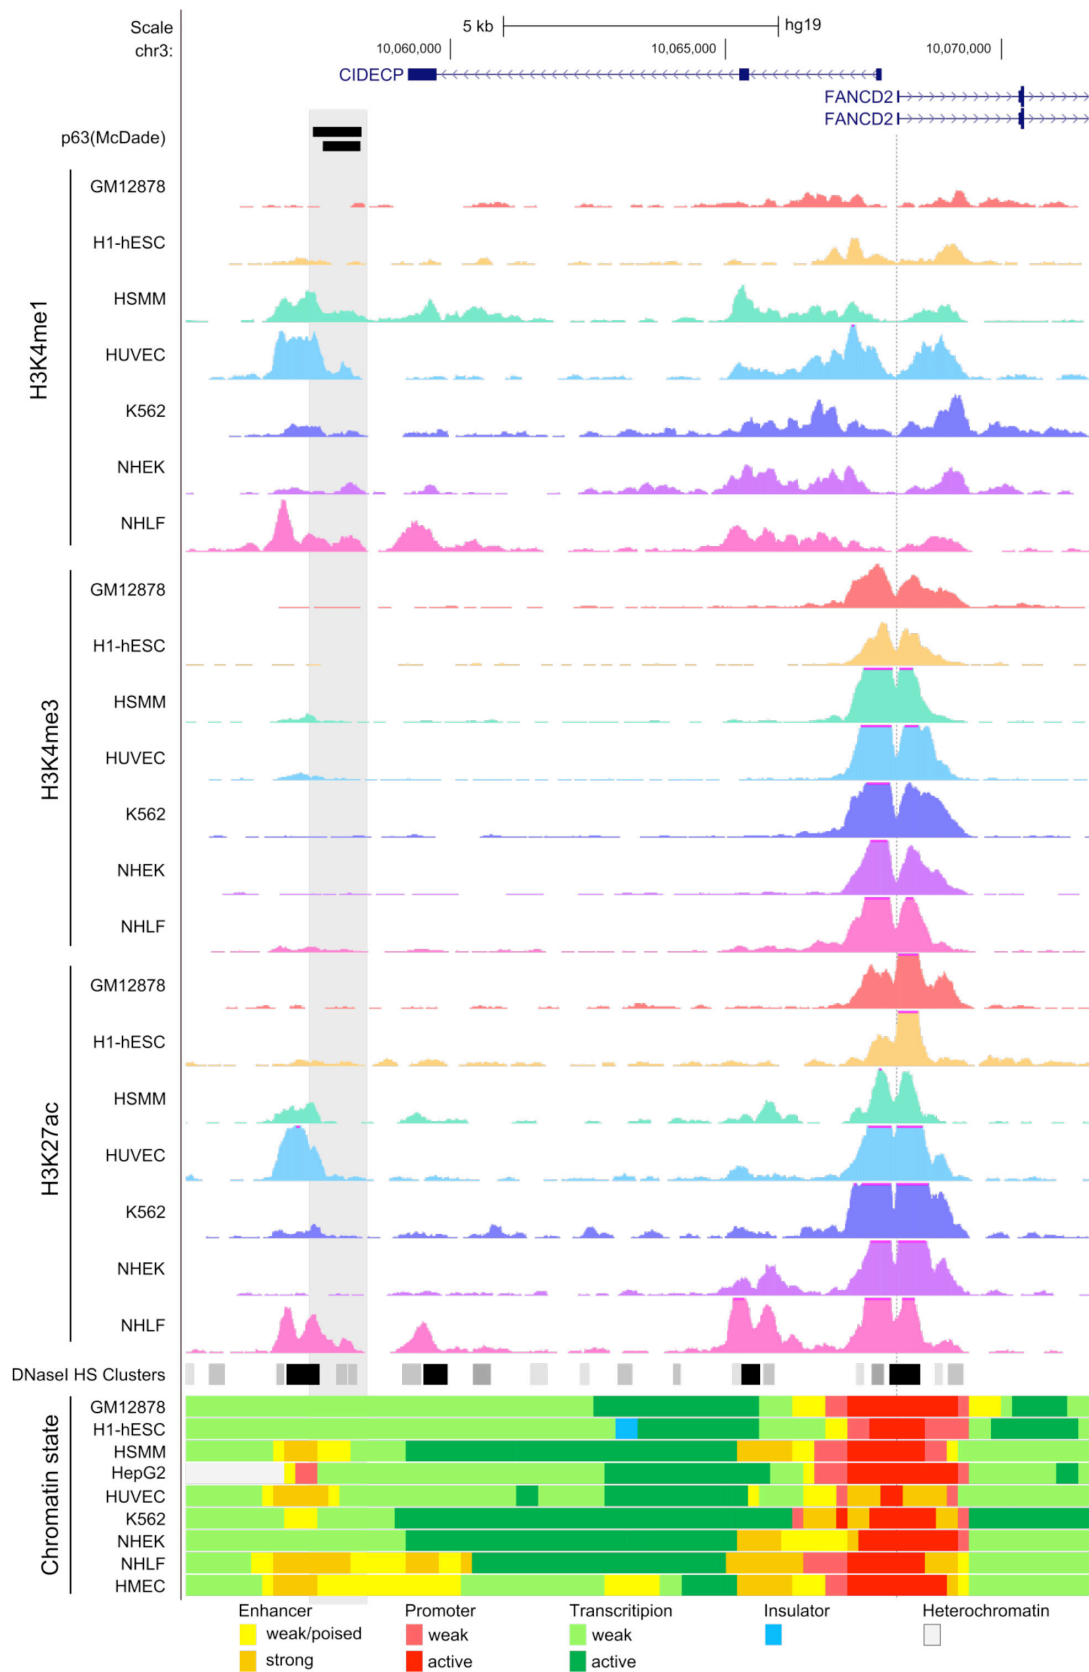 Scale 5 kb hg19
chr3: 10,060,000 10,065,000 10,070,000
CIDECP
FANCD2
FANCD2
p63(McDade)
H3K4me1
GM12878
H1-hESC
HSMM
HUVEC
K562
NHEK
NHLF
H3K4me3
GM12878
H1-hESC
HSMM
HUVEC
K562
NHEK
NHLF
H3K27ac
GM12878
H1-hESC
HSMM
HUVEC
K562
NHEK
NHLF
DNaseI HS Clusters
Chromatin state
GM12878
H1-hESC
HSMM
HepG2
HUVEC
K562
NHEK
NHLF
HMEC
Enhancer Promoter Transcritipion Insulator Heterochromatin
weak/poised weak weak
strong active active